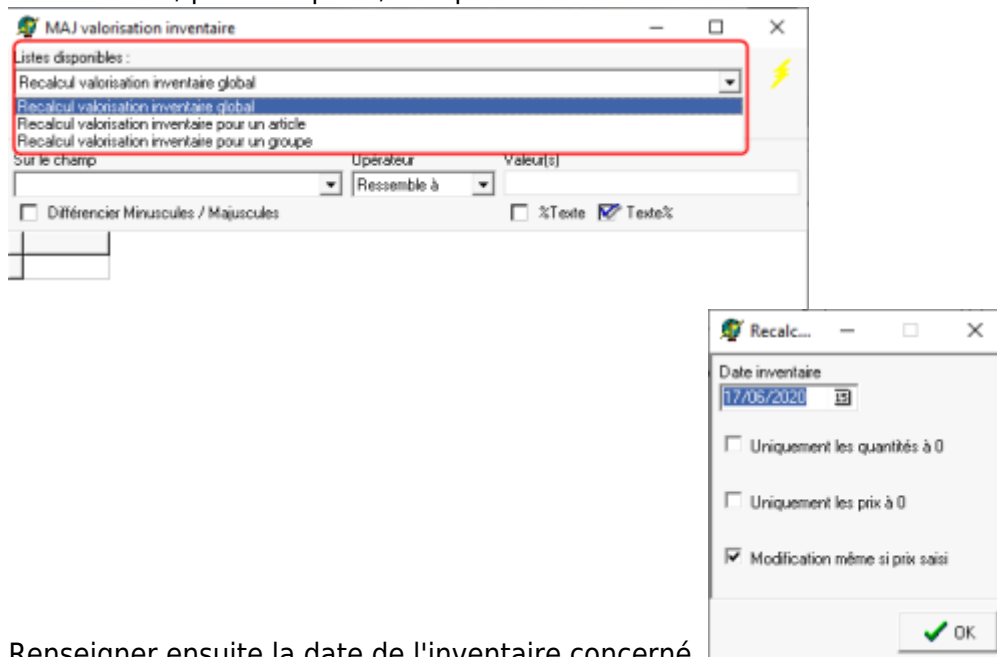 MAJ valorisation inventaire
Listes disponibles :
Recalcul valorisation inventaire global
Recalcul valorisation inventaire global
Recalcul valorisation inventaire pour un article
Recalcul valorisation inventaire pour un groupe
Sur le champ Opérateur Valeur(s)
Ressemble à
Différencier Minuscules / Majuscules %Texte Texte%
Recalc...
Date inventaire
17/06/2020 15
Uniquement les quantités à 0
Uniquement les prix à 0
Modification même si prix saisi
OK
Renseigner ensuite la date de l'inventaire concerné